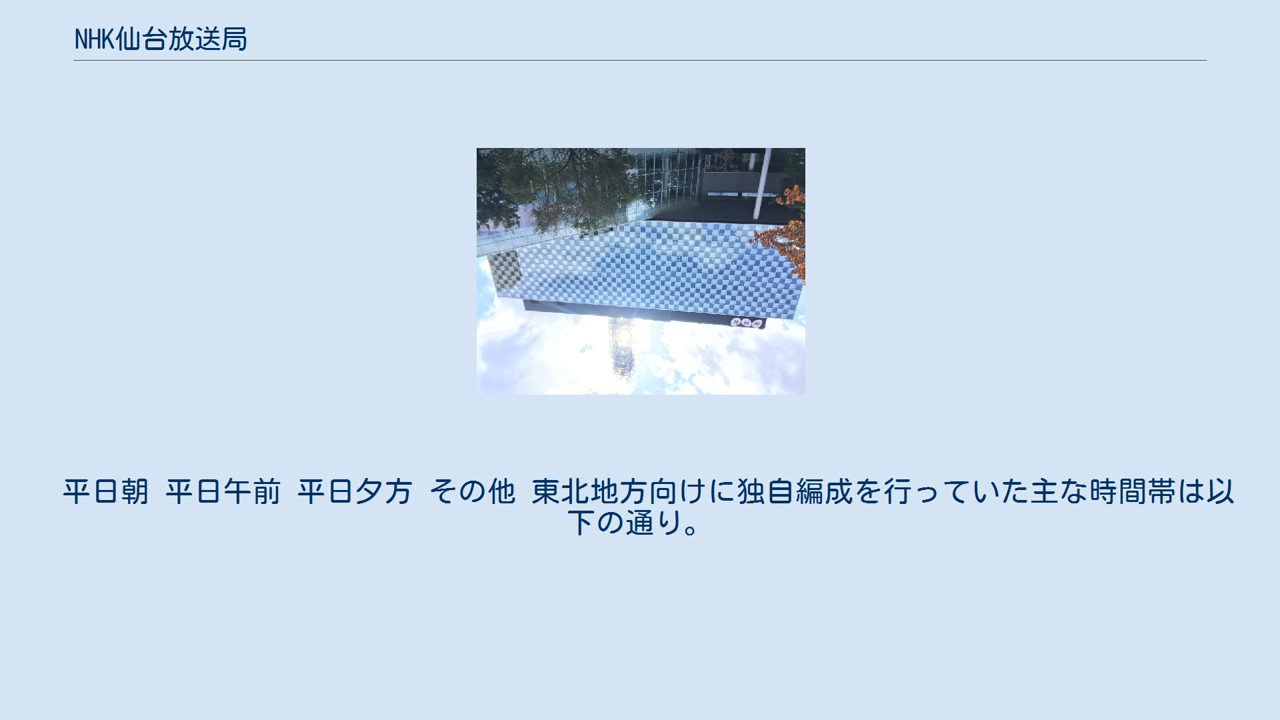 NHK仙台放送局
平日朝 平日午前 平日夕方 その他 東北地方向けに独自編成を行っていた主な時間帯は以
下の通り。